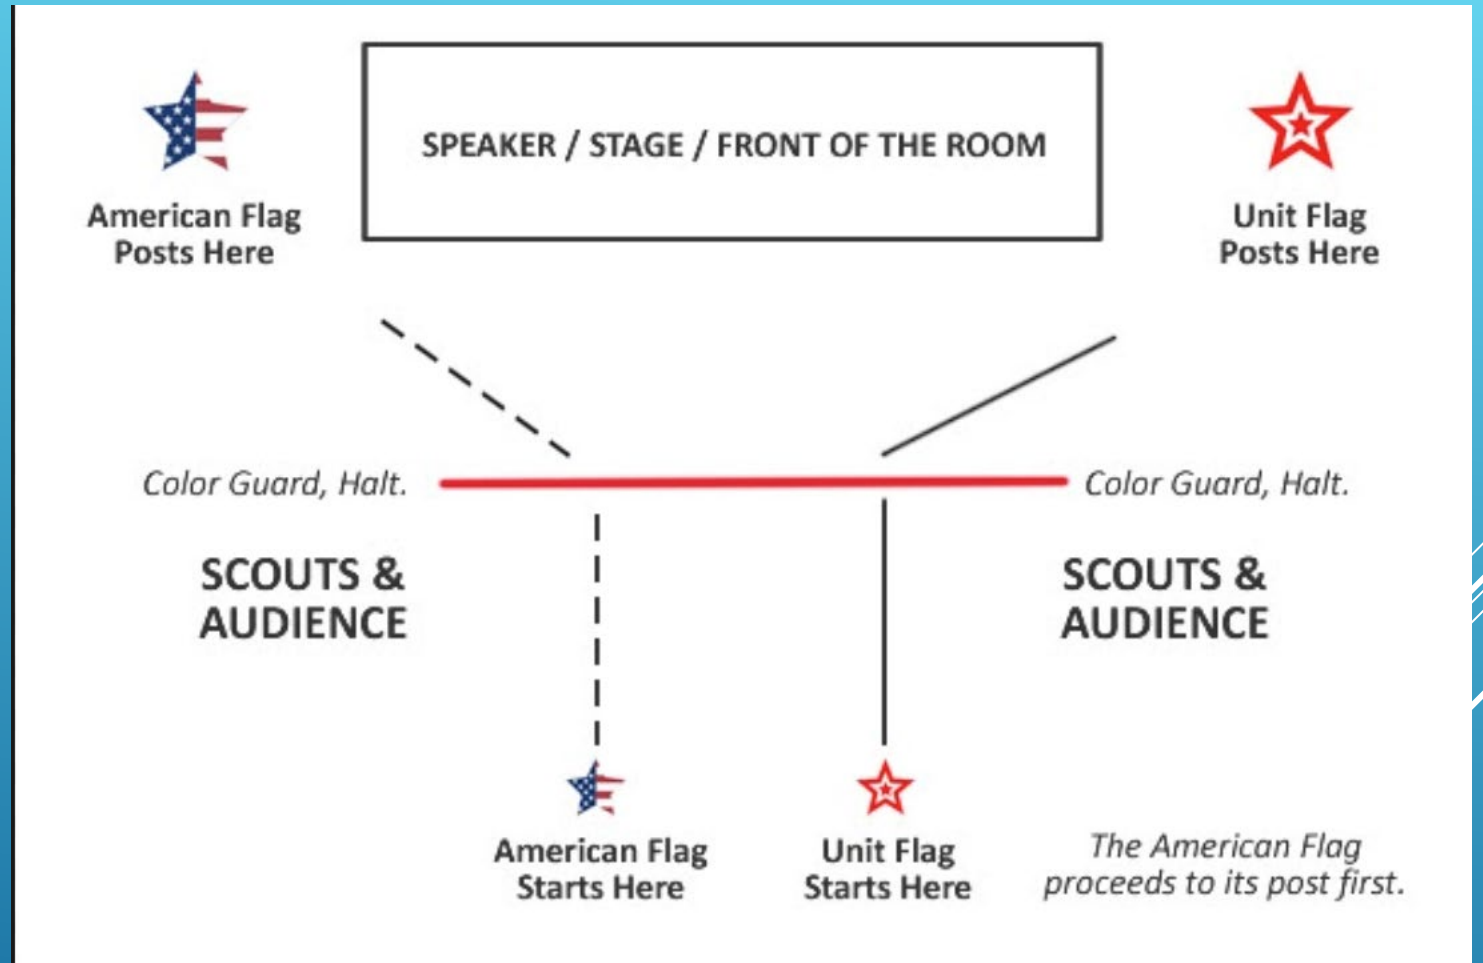 SPEAKER / STAGE / FRONT OF THE ROOM
American Flag
Posts Here
Unit Flag
Posts Here
Color Guard, Halt.
Color Guard, Halt.
SCOUTS &
AUDIENCE
SCOUTS &
AUDIENCE
American Flag
Starts Here
Unit Flag
Starts Here
The American Flag
proceeds to its post first.